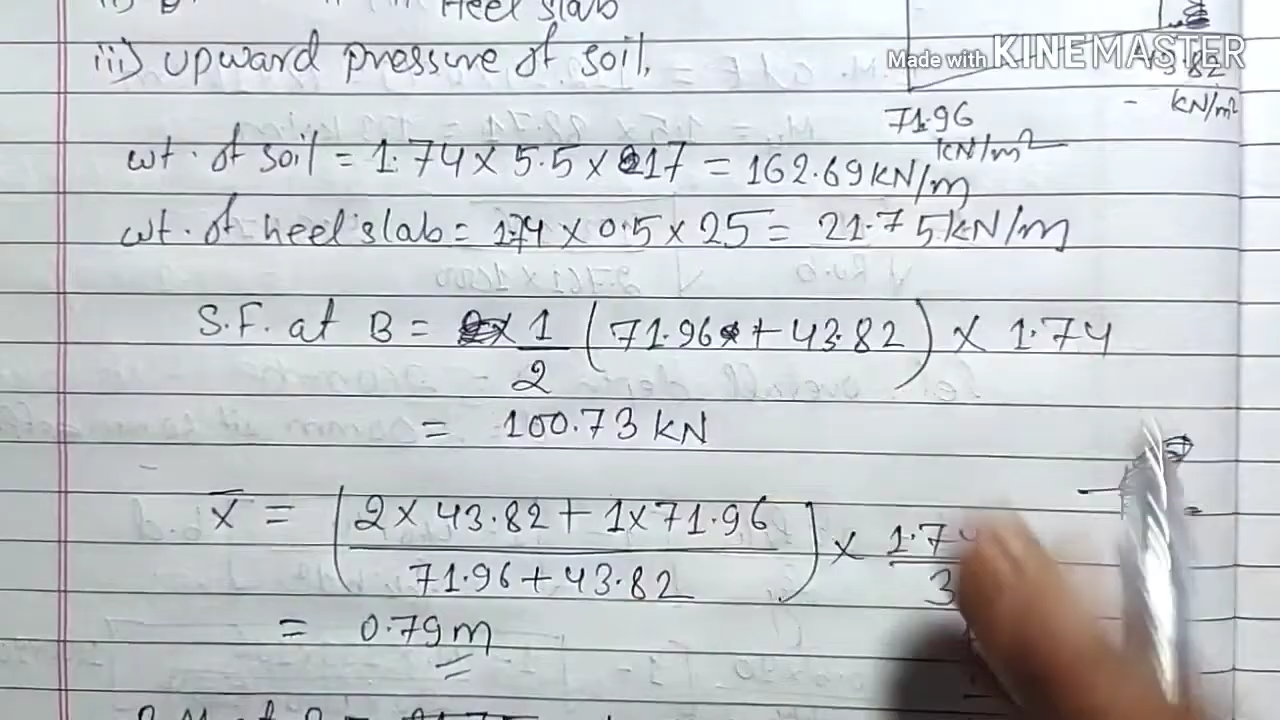 Heel slab
iii) upward pressure of soil.
Made with KINEMASTER
43.82
KN/m²
71.96
KN/m²
wt. of soil = 1.74 × 5.5 × 17 = 162.69 KN/m
wt. of heel slab = 1.74 × 0.5 × 25 = 21.75 KN/m
S.F. at B = 1/2 (71.96 + 43.82) × 1.74
= 100.73 KN
x̄ = (2 × 43.82 + 1 × 71.96 / 71.96 + 43.82) × 1.74 / 3
= 0.79 m